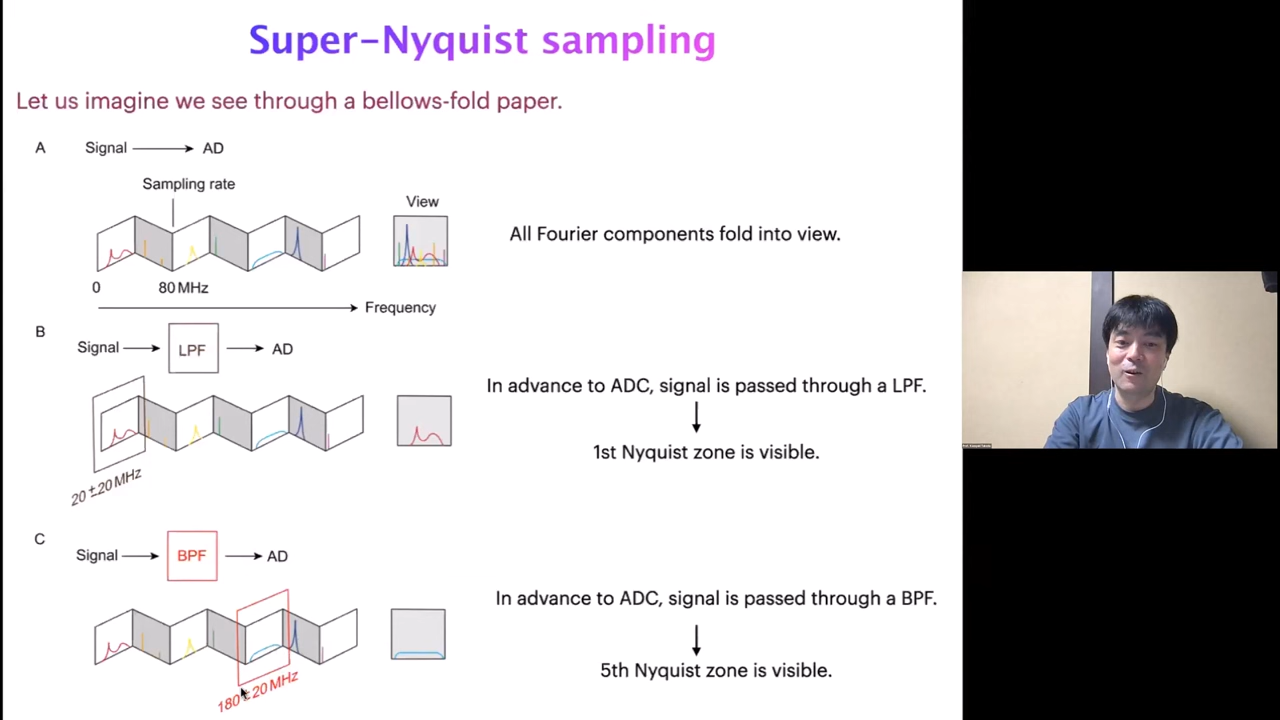 Super-Nyquist sampling
Let us imagine we see through a bellows-fold paper.
A
Signal
AD
Sampling rate
View
All Fourier components fold into view.
0
80 MHz
Frequency
B
Signal
LPF
AD
In advance to ADC, signal is passed through a LPF.
1st Nyquist zone is visible.
20±20 MHz
C
Signal
BPF
AD
In advance to ADC, signal is passed through a BPF.
5th Nyquist zone is visible.
180±20 MHz